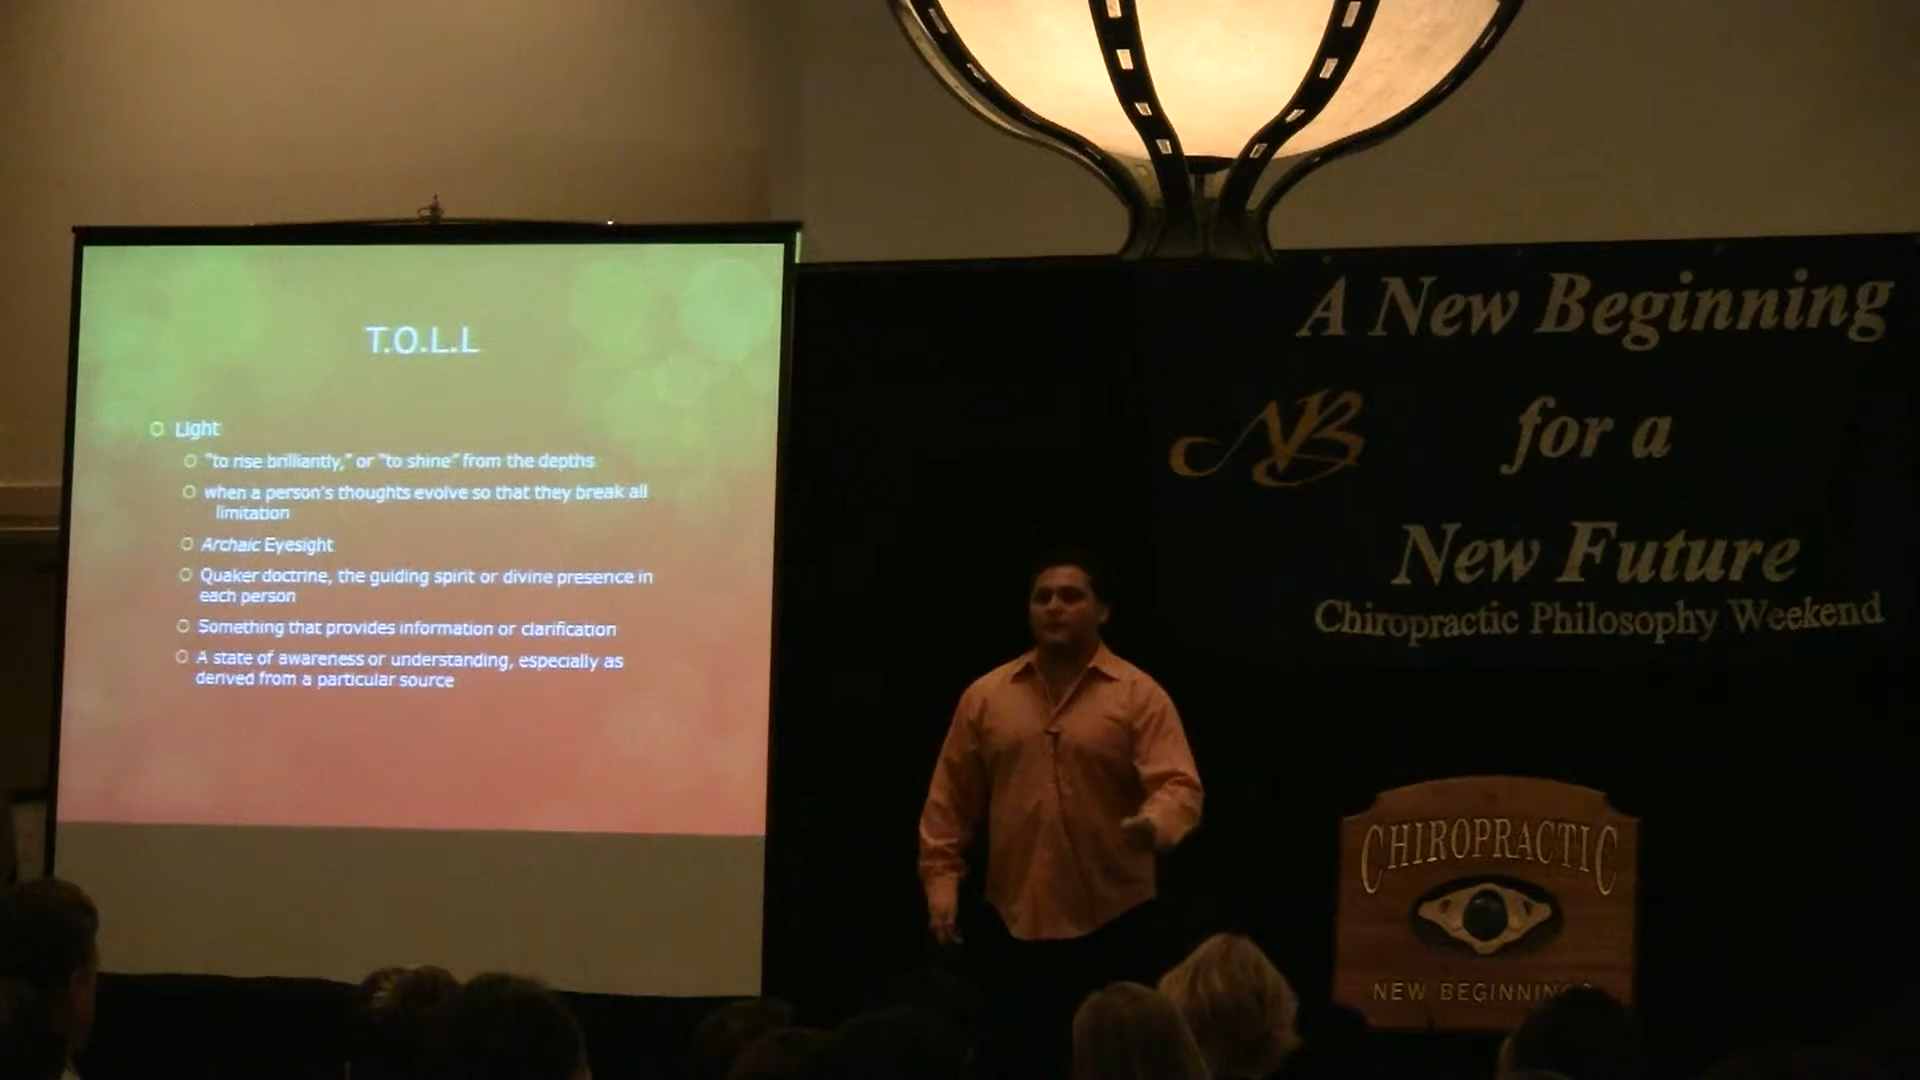 T.O.L.L
Light
"to rise brilliantly," or "to shine" from the depths
when a person's thoughts evolve so that they break all
limitation
Archaic Eyesight
Quaker doctrine, the guiding spirit or divine presence in
each person
Something that provides information or clarification
A state of awareness or understanding, especially as
derived from a particular source
A New Beginning
NB
for a
New Future
Chiropractic Philosophy Weekend
CHIROPRACTIC
NEW BEGINNINGS